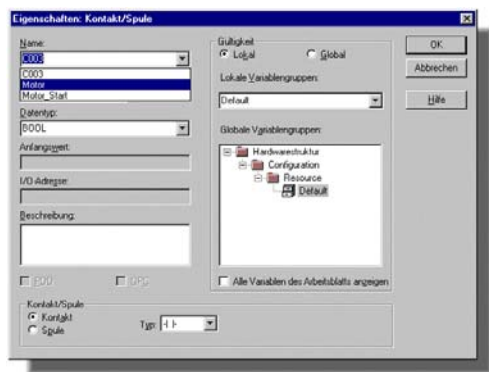 Eigenschaften: Kontakt/Spule
Name:
C003
C003
Motor
Motor_Start
Datentyp:
BOOL
Anfangswert:
I/O-Adresse:
Beschreibung:
PDD
OPC
Gültigkeit
Lokal
Global
Lokale Variablengruppen:
Default
Globale Variablengruppen:
Hardwarestruktur
Configuration
Resource
Default
Alle Variablen des Arbeitsblatts anzeigen
OK
Abbrechen
Hilfe
Kontakt/Spule
Kontakt
Spule
Typ: -| |-